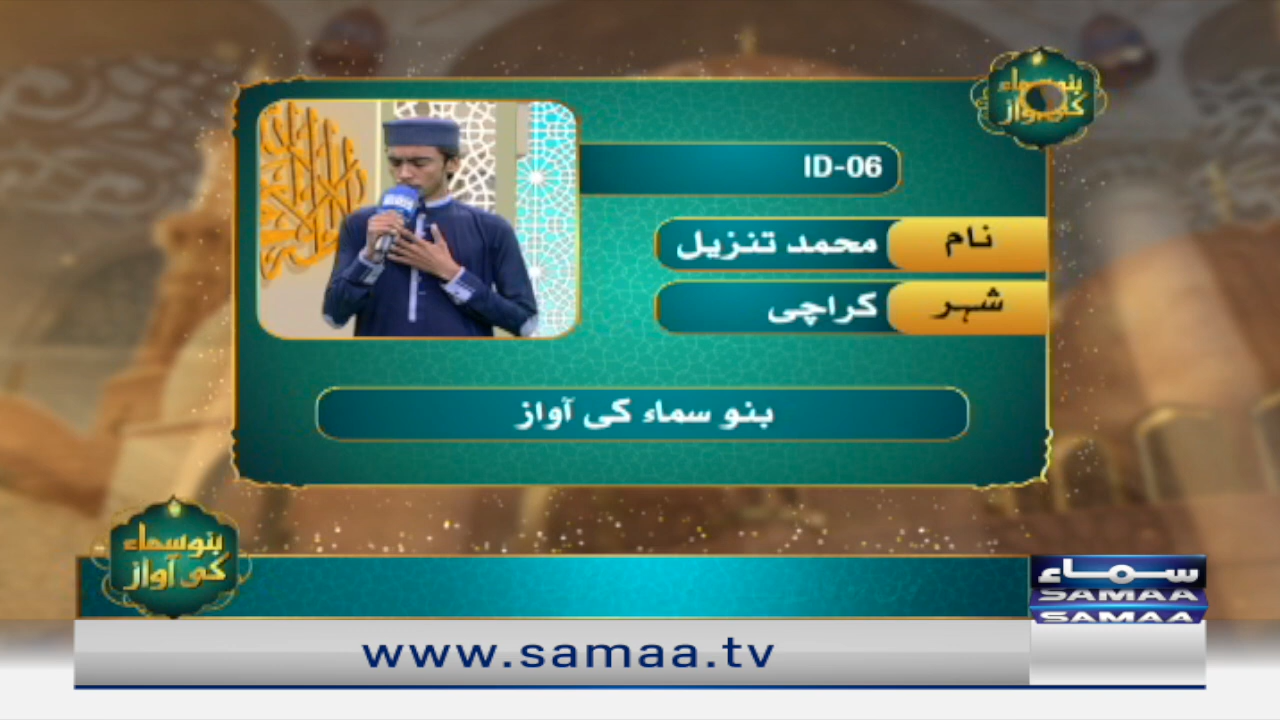 بنو سماء
کی آواز
ID-06
نام محمد تنزیل
شہر کراچی
بنو سماء کی آواز
بنو سماء
کی آواز
سماء
SAMAA
SAMAA
www.samaa.tv